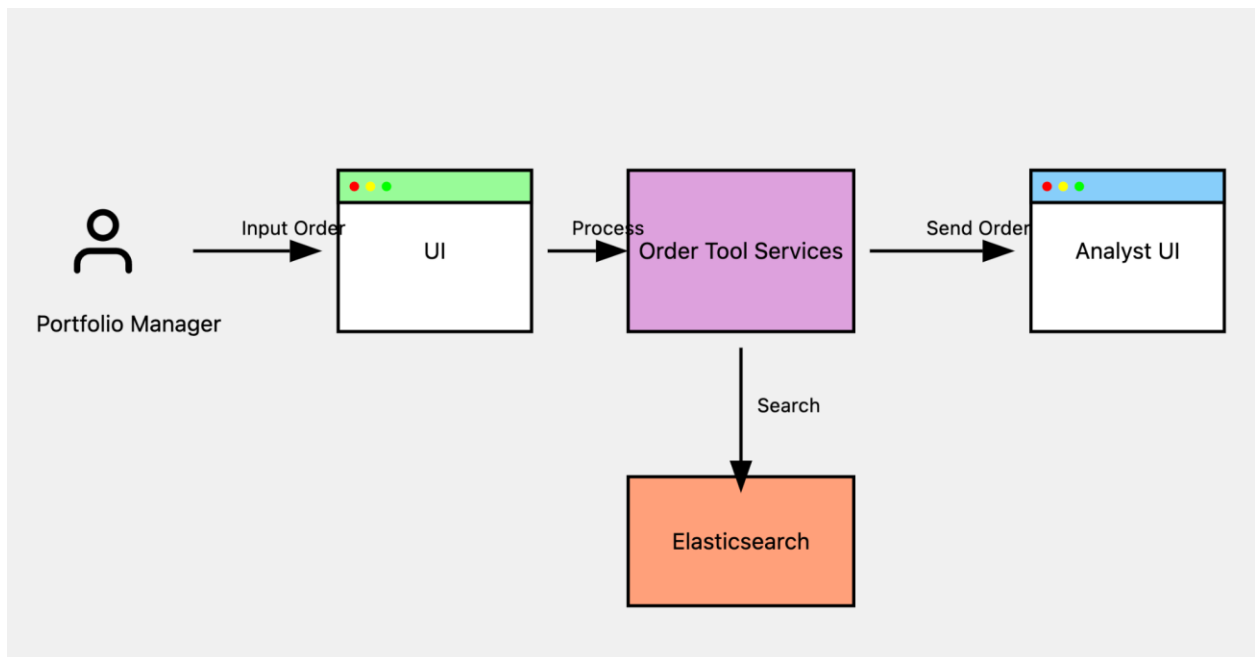 Input Order
UI
Process
Order Tool Services
Send Order
Analyst UI
Portfolio Manager
Search
Elasticsearch